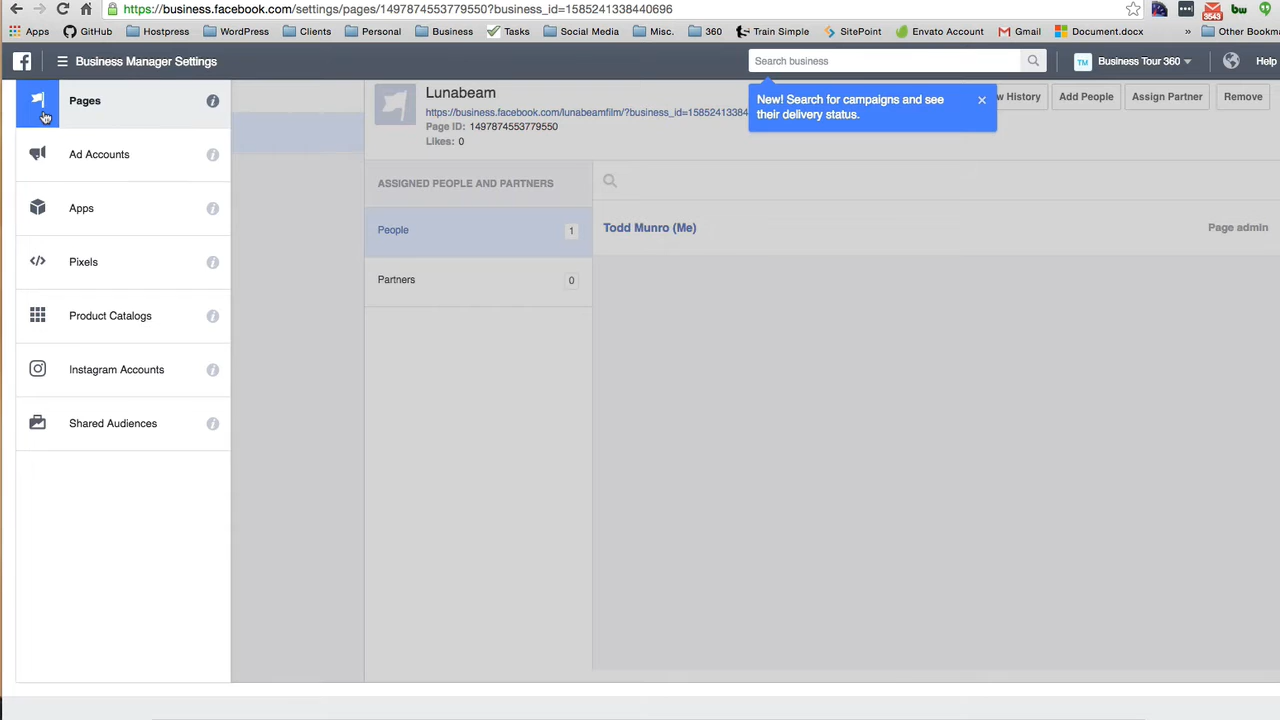 https://business.facebook.com/settings/pages/1497874553779550?business_id=1585241338440696
Apps GitHub Hostpress WordPress Clients Personal Business Tasks Social Media Misc. 360 Train Simple SitePoint Envato Account Gmail Document.docx » Other Bookma
3543 bw
Business Manager Settings
Search business
TM Business Tour 360
Help
Pages
Ad Accounts
Apps
Pixels
Product Catalogs
Instagram Accounts
Shared Audiences
Lunabeam
https://business.facebook.com/lunabeamfilm/?business_id=158524133844
Page ID: 1497874553779550
Likes: 0
New! Search for campaigns and see
their delivery status.
w History Add People Assign Partner Remove
ASSIGNED PEOPLE AND PARTNERS
People 1
Partners 0
Todd Munro (Me)
Page admin